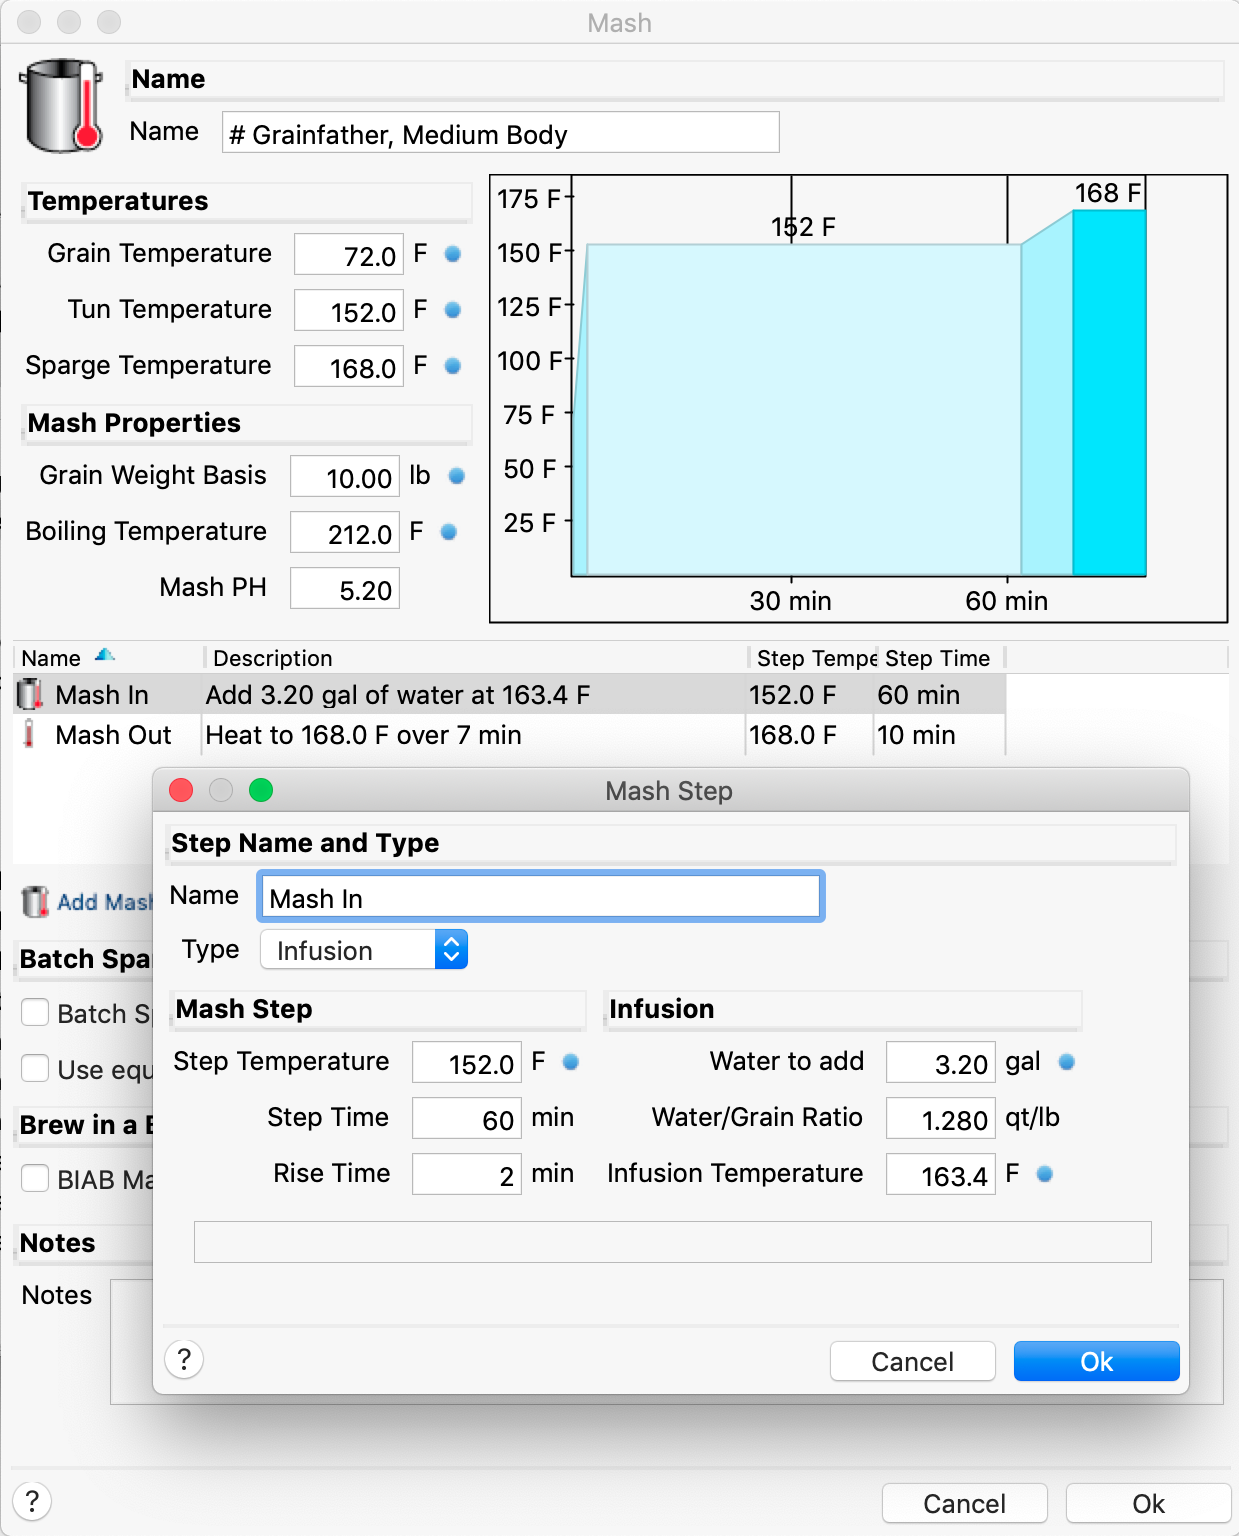 Mash
Name
Name # Grainfather, Medium Body
Temperatures
Grain Temperature 72.0 F
Tun Temperature 152.0 F
Sparge Temperature 168.0 F
Mash Properties
Grain Weight Basis 10.00 lb
Boiling Temperature 212.0 F
Mash PH 5.20
175 F
150 F
125 F
100 F
75 F
50 F
25 F
152 F
168 F
30 min 60 min
Name Description Step Tempe Step Time
Mash In Add 3.20 gal of water at 163.4 F 152.0 F 60 min
Mash Out Heat to 168.0 F over 7 min 168.0 F 10 min
Add Mash
Batch Spa
Batch S
Use equ
Brew in a B
BIAB Ma
Notes
Notes
Mash Step
Step Name and Type
Name Mash In
Type Infusion
Mash Step Infusion
Step Temperature 152.0 F Water to add 3.20 gal
Step Time 60 min Water/Grain Ratio 1.280 qt/lb
Rise Time 2 min Infusion Temperature 163.4 F
? Cancel Ok
? Cancel Ok